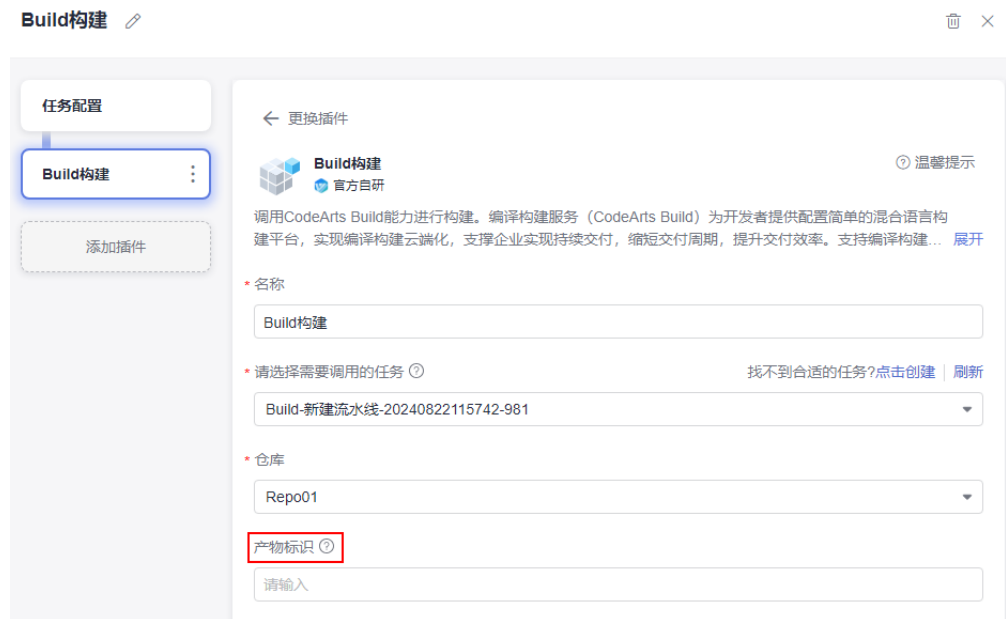 Build构建
任务配置
Build构建
添加插件
更换插件
Build构建
官方自研
温馨提示
调用CodeArts Build能力进行构建。编译构建服务（CodeArts Build）为开发者提供配置简单的混合语言构
建平台，实现编译构建云端化，支撑企业实现持续交付，缩短交付周期，提升交付效率。支持编译构建... 展开
* 名称
Build构建
* 请选择需要调用的任务 找不到合适的任务?点击创建 刷新
Build-新建流水线-20240822115742-981
* 仓库
Repo01
产物标识
请输入